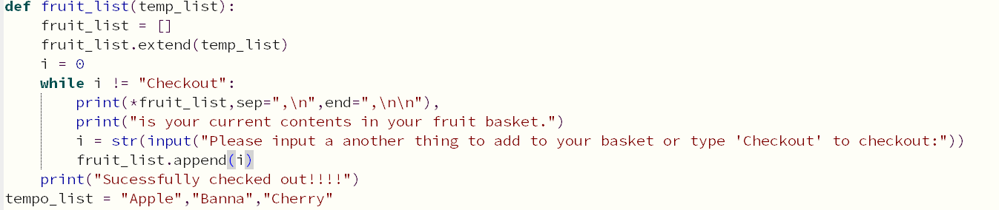 def fruit_list(temp_list):
    fruit_list = []
    fruit_list.extend(temp_list)
    i = 0
    while i != "Checkout":
        print(*fruit_list,sep=",\n",end=",\n\n"),
        print("is your current contents in your fruit basket.")
        i = str(input("Please input a another thing to add to your basket or type 'Checkout' to checkout:"))
        fruit_list.append(i)
    print("Sucessfully checked out!!!!")
tempo_list = "Apple","Banna","Cherry"